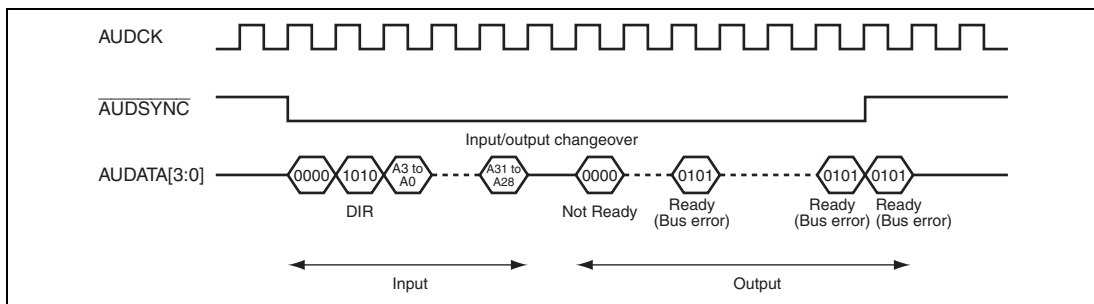 AUDCK
AUDSYNC
Input/output changeover
AUDATA[3:0]
0000
1010
A3 to
A0
A31 to
A28
0000
0101
0101
0101
DIR
Not Ready
Ready
(Bus error)
Ready
(Bus error)
Ready
(Bus error)
Input
Output